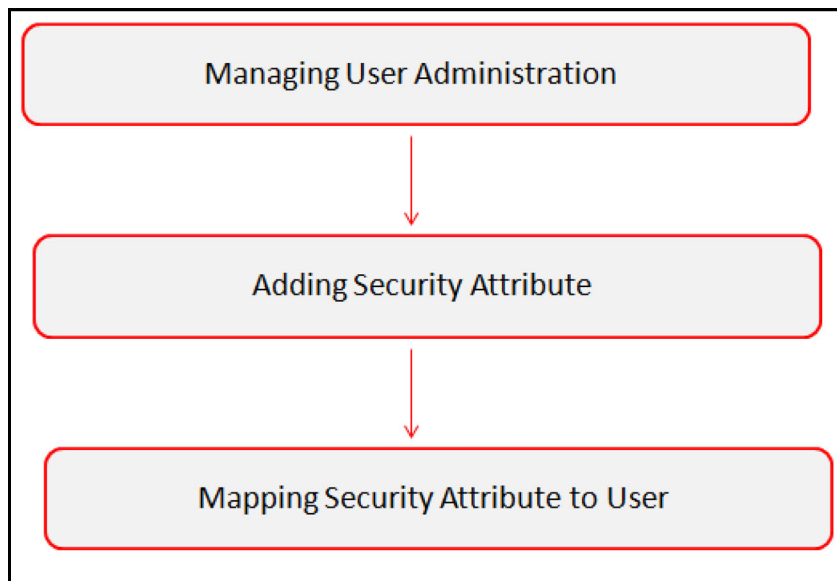 Managing User Administration
Adding Security Attribute
Mapping Security Attribute to User